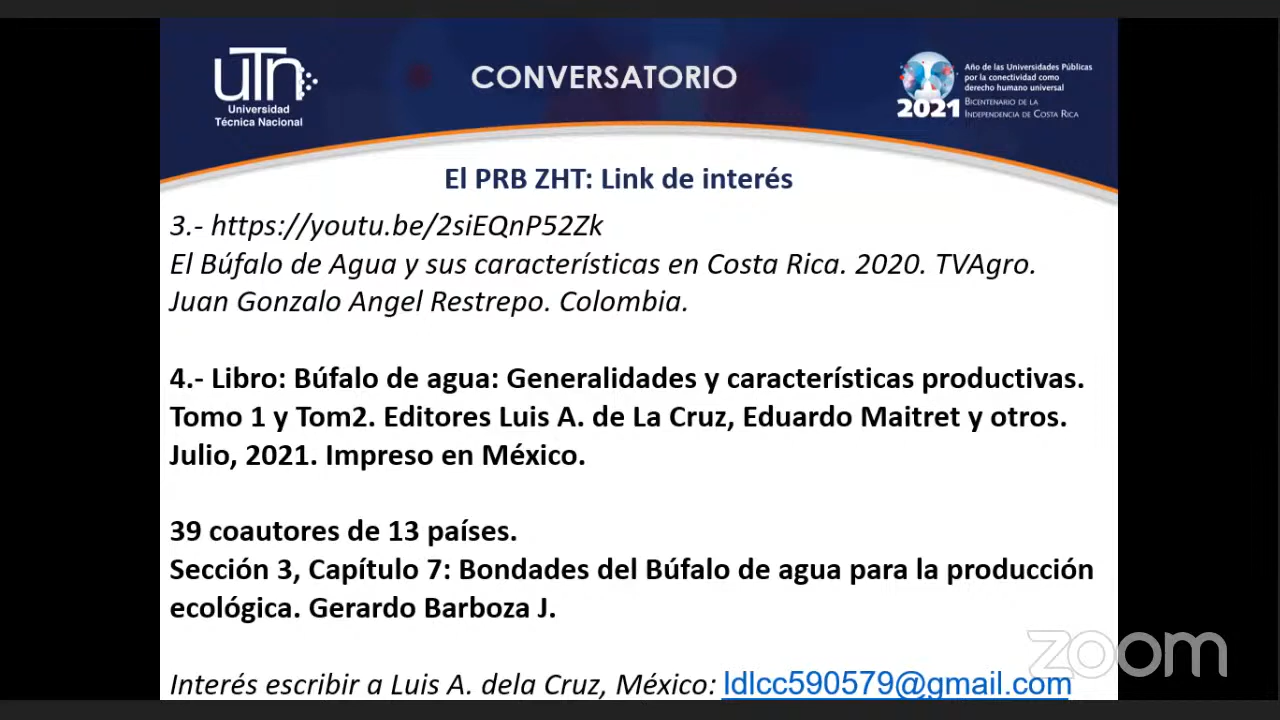 uTn
Universidad
Técnica Nacional
CONVERSATORIO
2021
Año de las Universidades Públicas
por la conectividad como
derecho humano universal
Bicentenario de la
Independencia de Costa Rica
El PRB ZHT: Link de interés
3.- https://youtu.be/2siEQnP52Zk
El Búfalo de Agua y sus características en Costa Rica. 2020. TVAgro.
Juan Gonzalo Angel Restrepo. Colombia.
4.- Libro: Búfalo de agua: Generalidades y características productivas.
Tomo 1 y Tom2. Editores Luis A. de La Cruz, Eduardo Maitret y otros.
Julio, 2021. Impreso en México.
39 coautores de 13 países.
Sección 3, Capítulo 7: Bondades del Búfalo de agua para la producción
ecológica. Gerardo Barboza J.
Interés escribir a Luis A. dela Cruz, México: ldlcc590579@gmail.com
zoom